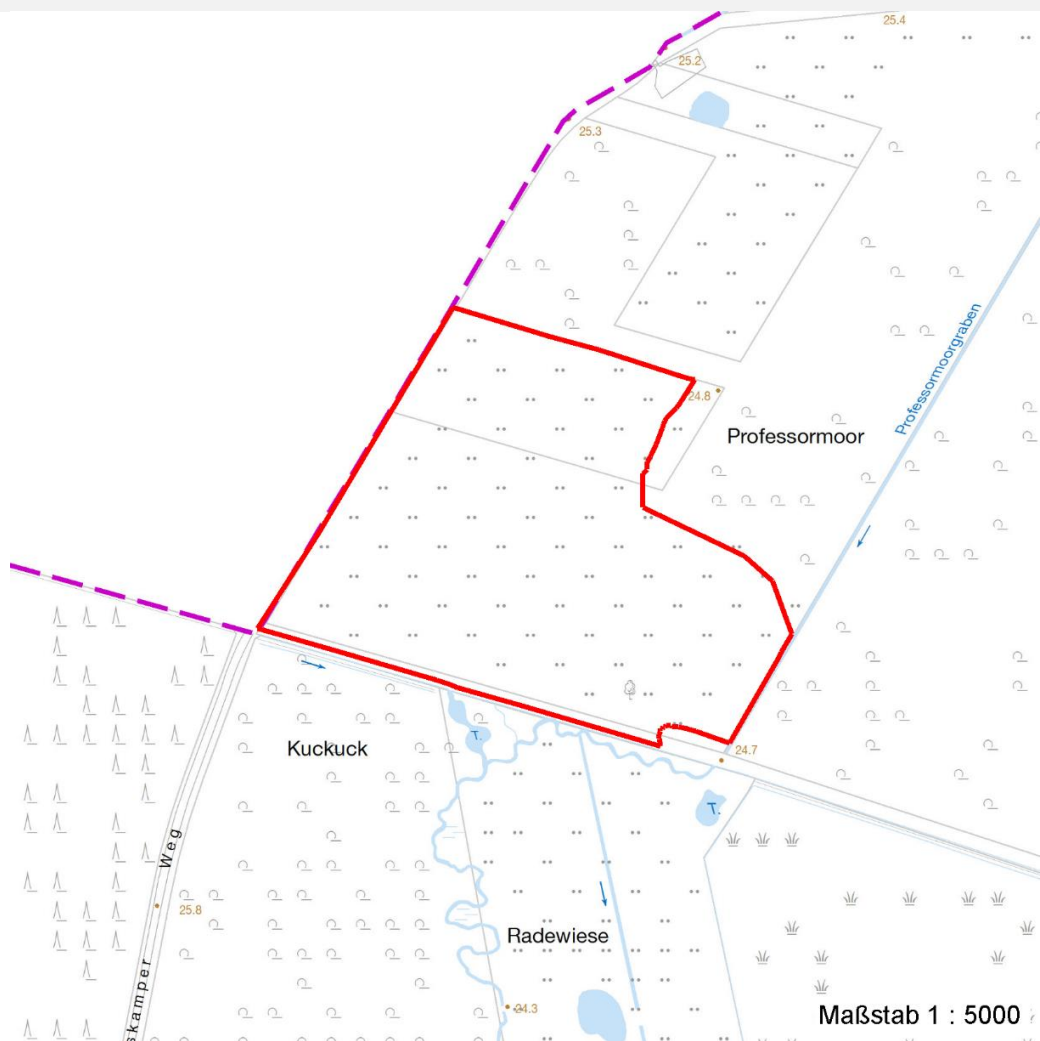 25.4
25.2
25.3
Professormoorgraben
24.8
Professormoor
Kuckuck
T.
24.7
T.
Weg
25.8
Radewiese
skamper
24.3
Maßstab 1 : 5000